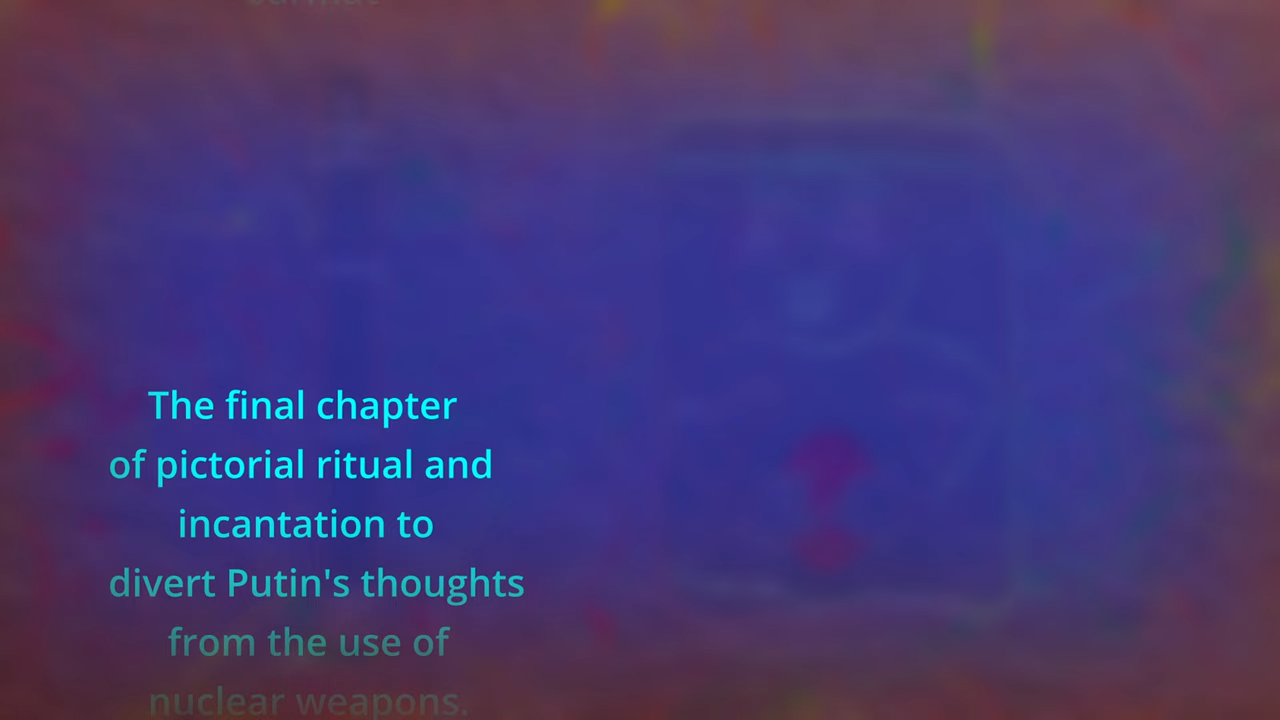 The final chapter
of pictorial ritual and
incantation to
divert Putin's thoughts
from the use of
nuclear weapons.